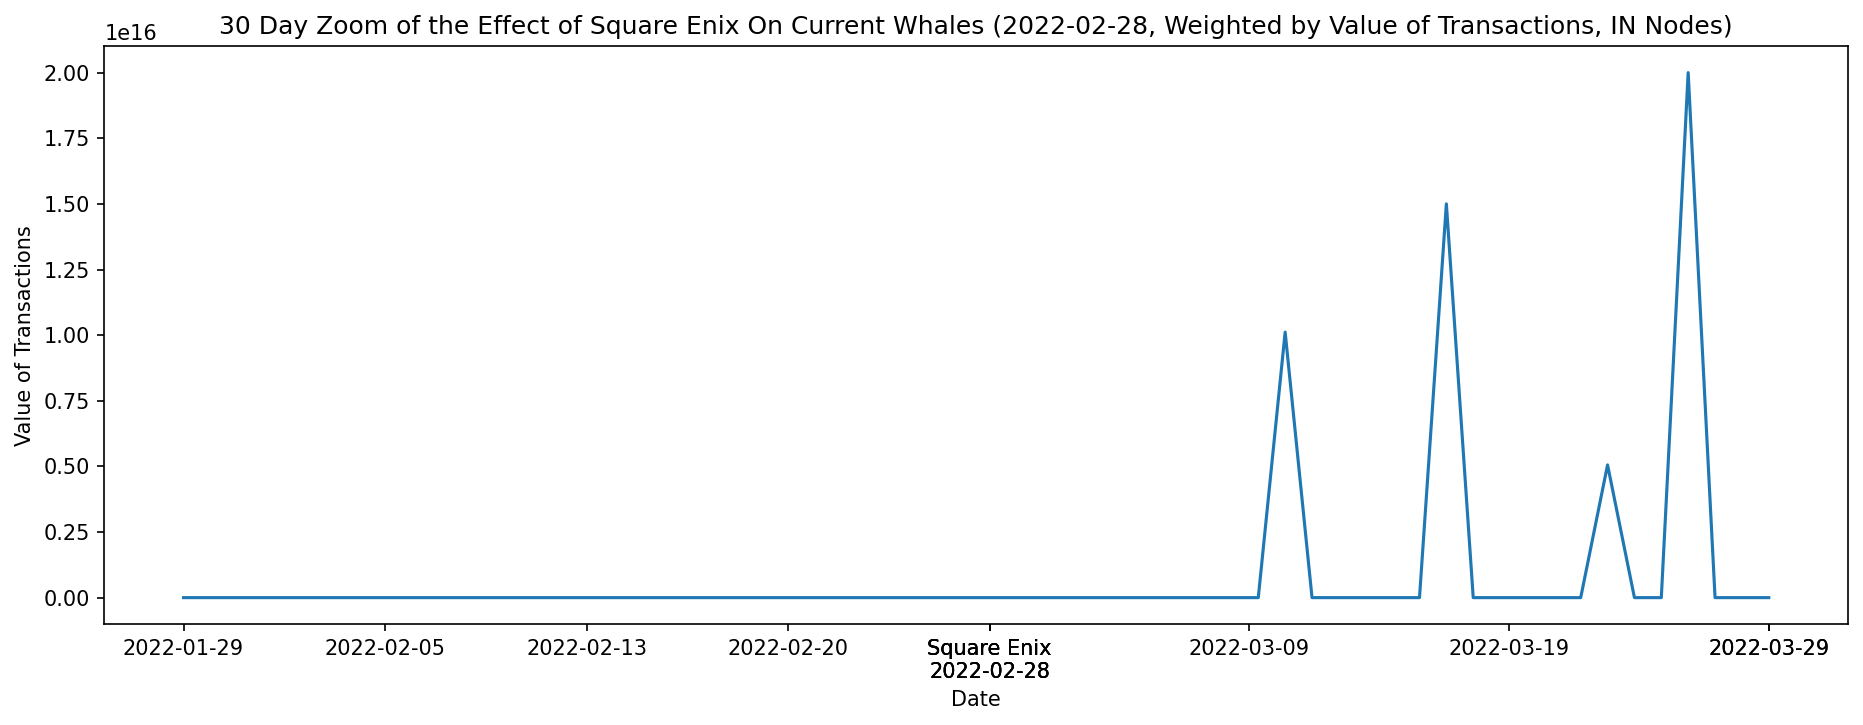 30 Day Zoom of the Effect of Square Enix On Current Whales (2022-02-28, Weighted by Value of Transactions, IN Nodes)
1e16
2.00
1.75
1.50
1.25
1.00
0.75
0.50
0.25
0.00
Value of Transactions
2022-01-29 2022-02-05 2022-02-13 2022-02-20 Square Enix 2022-03-09 2022-03-19 2022-03-29
2022-02-28
Date